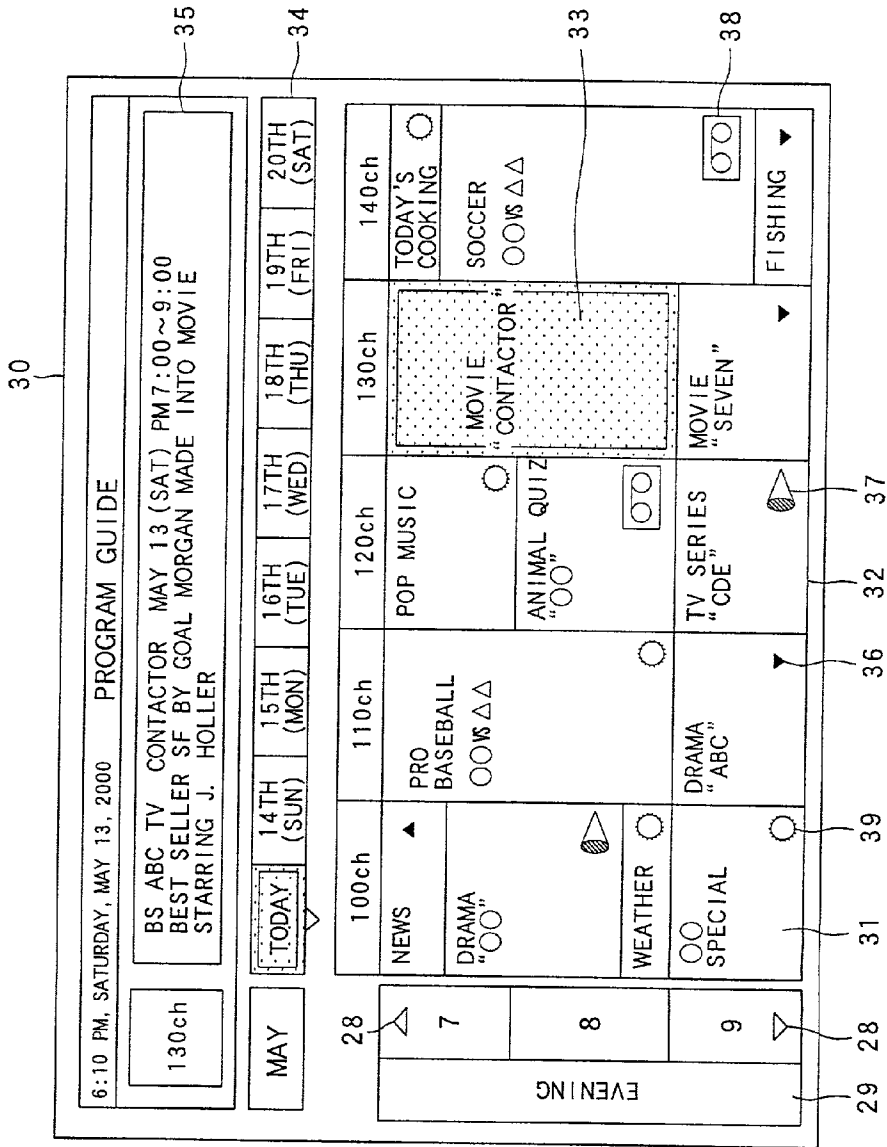 30
6:10 PM, SATURDAY, MAY 13, 2000 PROGRAM GUIDE
130ch
BS ABC TV CONTACTOR MAY 13 (SAT) PM7:00~9:00
BEST SELLER SF BY GOAL MORGAN MADE INTO MOVIE
STARRING J. HOLLER
35
MAY
TODAY
14TH (SUN)
15TH (MON)
16TH (TUE)
17TH (WED)
18TH (THU)
19TH (FRI)
20TH (SAT)
34
100ch
110ch
120ch
130ch
140ch
28
EVENING
7
8
9
28
29
NEWS
DRAMA
"○○"
WEATHER
○○
SPECIAL
31
39
PRO
BASEBALL
○○VS△△
DRAMA
"ABC"
36
POP MUSIC
ANIMAL QUIZ
"○○"
TV SERIES
"CDE"
32
37
MOVIE
"CONTACTOR"
33
MOVIE
"SEVEN"
TODAY'S
COOKING
SOCCER
○○VS△△
38
FISHING